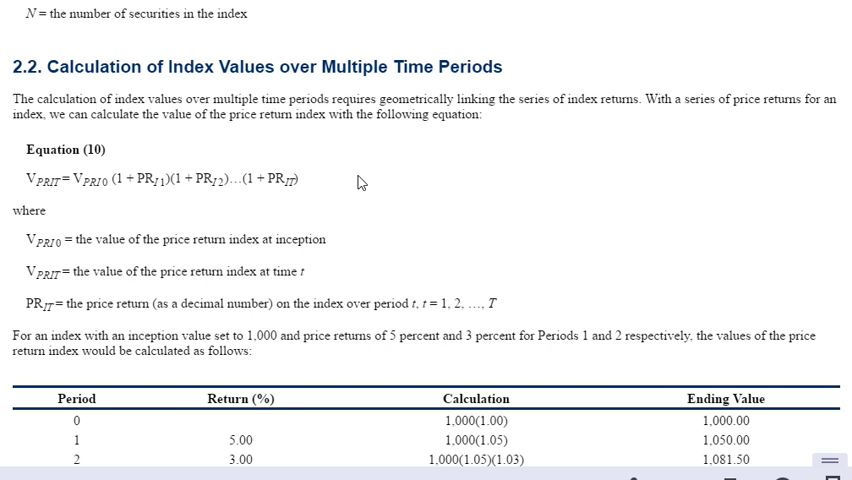 N = the number of securities in the index
2.2. Calculation of Index Values over Multiple Time Periods
The calculation of index values over multiple time periods requires geometrically linking the series of index returns. With a series of price returns for an
index, we can calculate the value of the price return index with the following equation:
Equation (10)
VPRIT = VPRI0 (1 + PRI1)(1 + PRI2)…(1 + PRIT)
where
VPRI0 = the value of the price return index at inception
VPRIT = the value of the price return index at time t
PRIT = the price return (as a decimal number) on the index over period t, t = 1, 2, …, T
For an index with an inception value set to 1,000 and price returns of 5 percent and 3 percent for Periods 1 and 2 respectively, the values of the price
return index would be calculated as follows:
Period Return (%) Calculation Ending Value
0 1,000(1.00) 1,000.00
1 5.00 1,000(1.05) 1,050.00
2 3.00 1,000(1.05)(1.03) 1,081.50